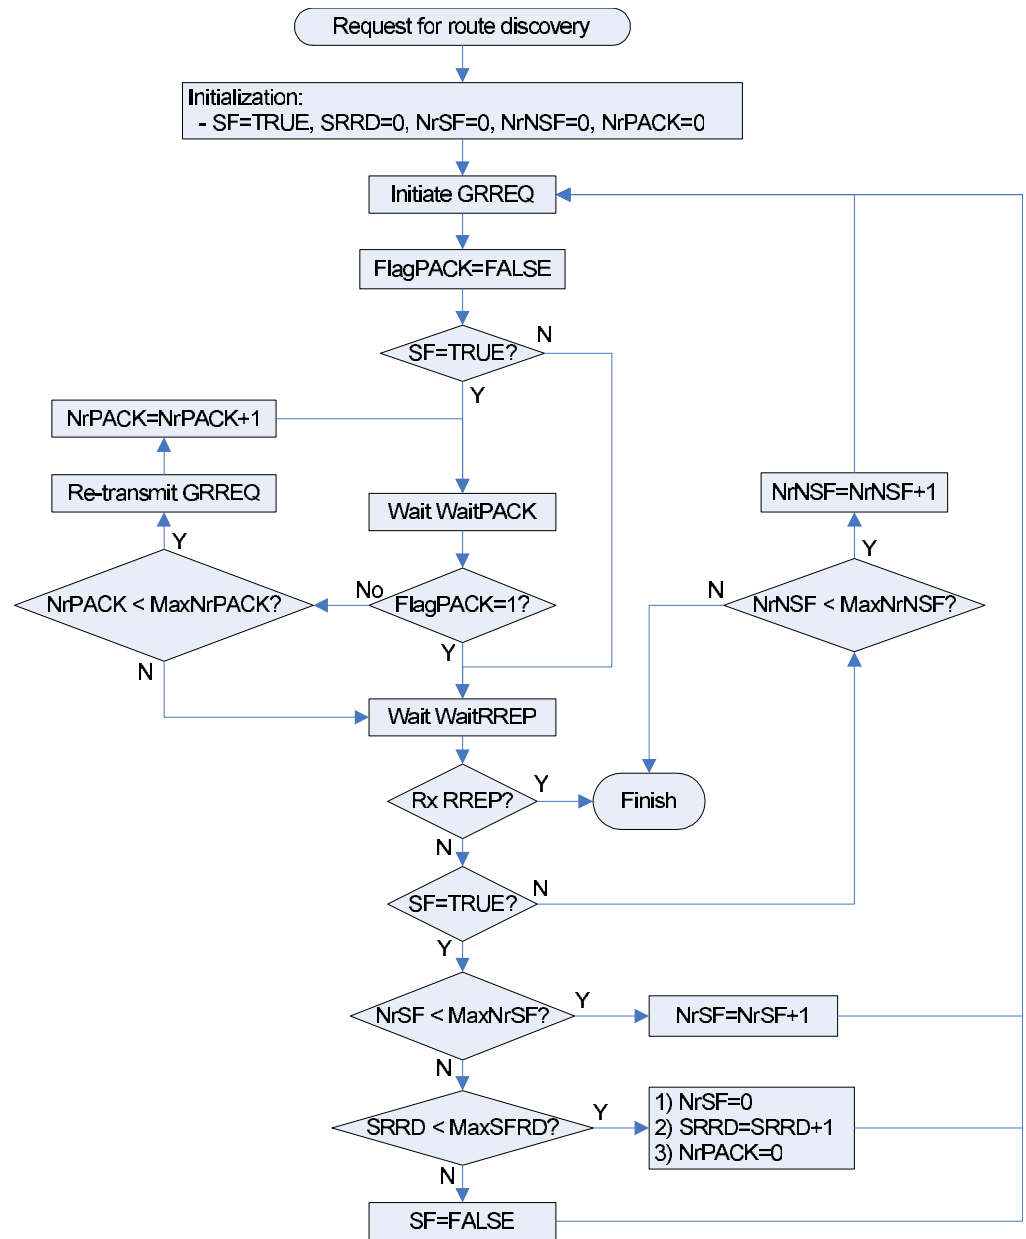 Request for route discovery
Initialization:
- SF=TRUE, SRRD=0, NrSF=0, NrNSF=0, NrPACK=0
Initiate GRREQ
FlagPACK=FALSE
SF=TRUE?
N
Y
NrPACK=NrPACK+1
Re-transmit GRREQ
Y
NrPACK < MaxNrPACK?
N
Wait WaitPACK
No
FlagPACK=1?
Y
NrNSF=NrNSF+1
Y
N
NrNSF < MaxNrNSF?
Wait WaitRREP
Rx RREP?
Y
Finish
N
SF=TRUE?
N
Y
NrSF < MaxNrSF?
Y
NrSF=NrSF+1
N
SRRD < MaxSFRD?
Y
1) NrSF=0
2) SRRD=SRRD+1
3) NrPACK=0
N
SF=FALSE